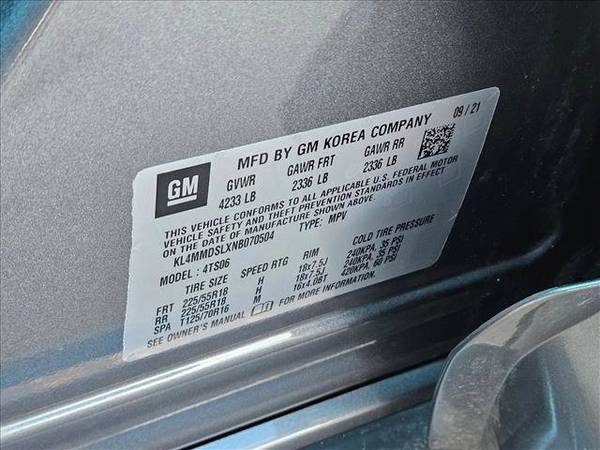 GM
MFD BY GM KOREA COMPANY
09 / 21
GVWR GAWR FRT GAWR RR
4233 LB 2336 LB 2336 LB
THIS VEHICLE CONFORMS TO ALL APPLICABLE U.S. FEDERAL MOTOR
VEHICLE SAFETY AND THEFT PREVENTION STANDARDS IN EFFECT
ON THE DATE OF MANUFACTURE SHOWN ABOVE.
KL4MMDSLXNB070504 TYPE: MPV
MODEL: 4TS06
TIRE SIZE SPEED RTG RIM COLD TIRE PRESSURE
FRT 225/55R18 H 18x7.5J 240KPA, 35 PSI
RR 225/55R18 H 18x7.5J 240KPA, 35 PSI
SPA T125/70R16 M 16x4.0BT 420KPA, 60 PSI
SEE OWNER'S MANUAL FOR MORE INFORMATION.